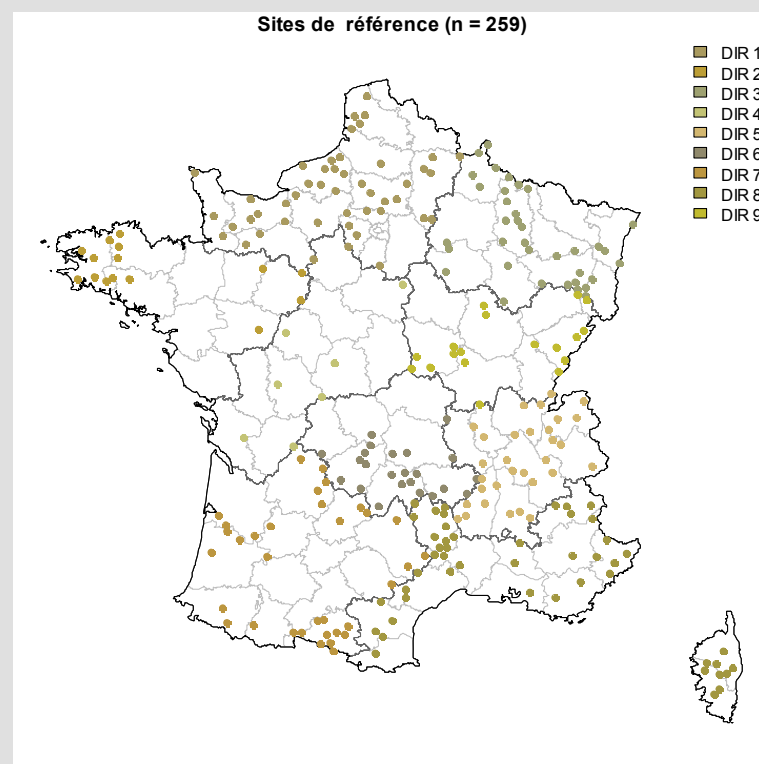 Sites de référence (n = 259)
DIR 1
DIR 2
DIR 3
DIR 4
DIR 5
DIR 6
DIR 7
DIR 8
DIR 9